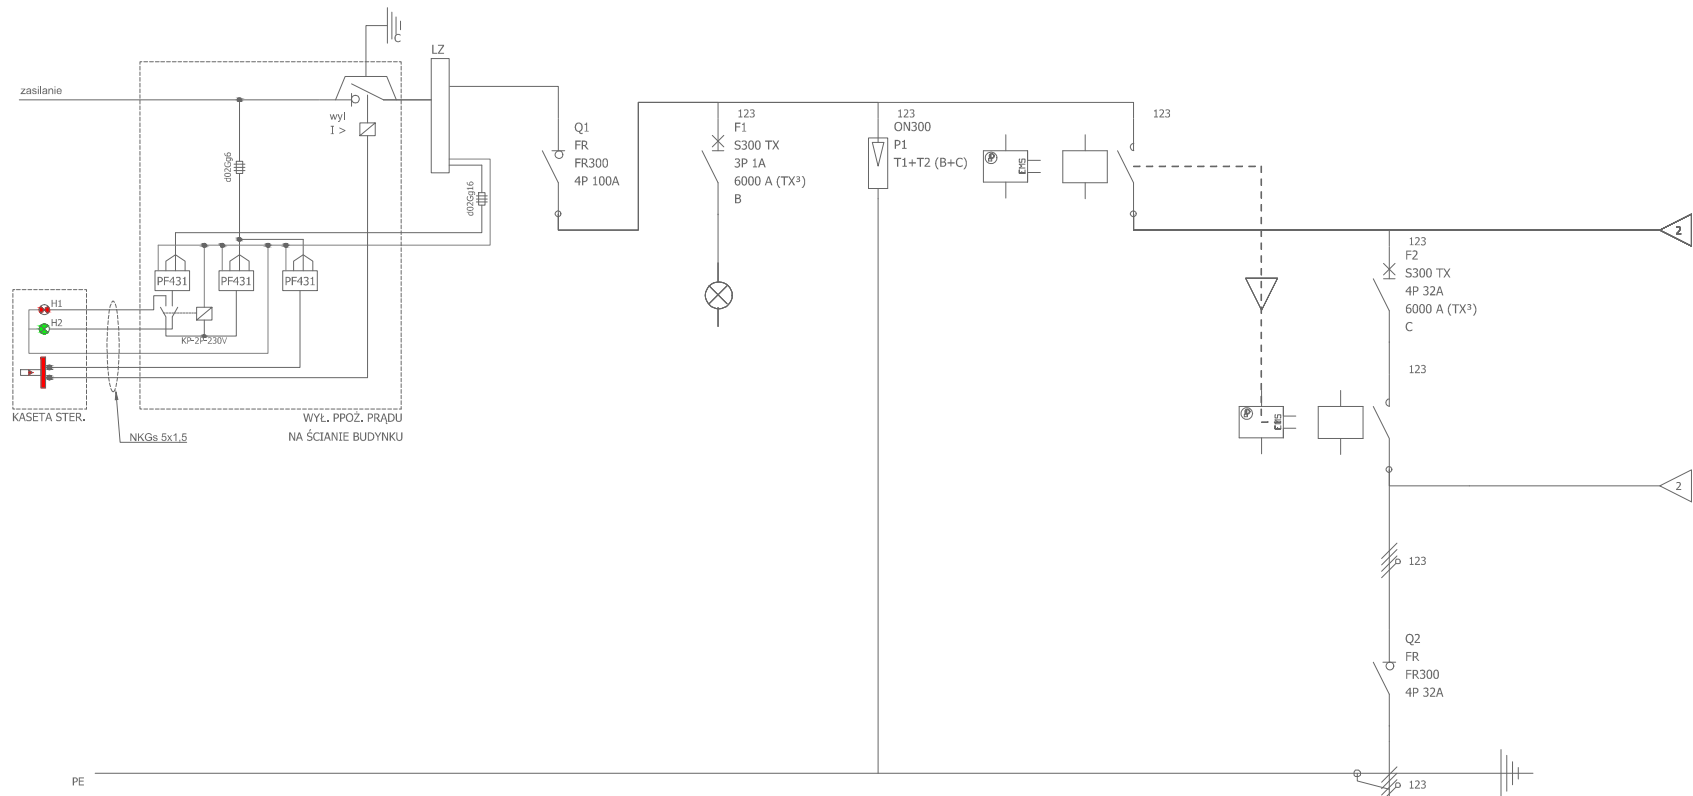 zasilanie
C
LZ
wyl
I >
d02Gg6
d02Gg16
PF431
PF431
PF431
H1
H2
KP-2P-230V
KASETA STER.
NKGs 5x1,5
WYŁ. PPOŻ. PRĄDU
NA ŚCIANIE BUDYNKU
Q1
FR
FR300
4P 100A
123
F1
S300 TX
3P 1A
6000 A (TX³)
B
123
ON300
P1
T1+T2 (B+C)
EMS
123
2
123
F2
S300 TX
4P 32A
6000 A (TX³)
C
123
EMS
2
123
Q2
FR
FR300
4P 32A
PE
123